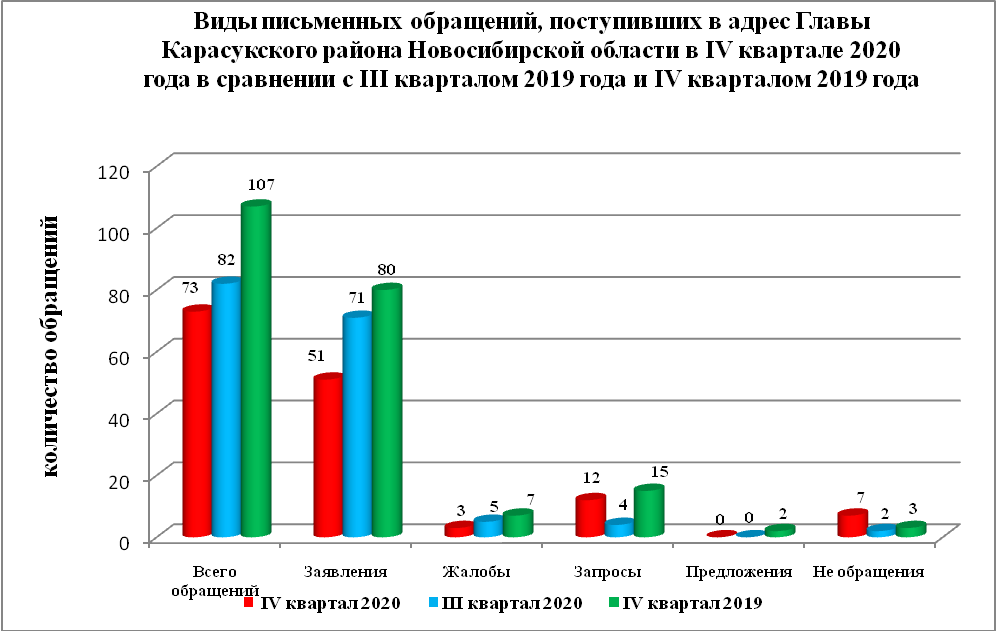 Виды письменных обращений, поступивших в адрес Главы
Карасукского района Новосибирской области в IV квартале 2020
года в сравнении с III кварталом 2019 года и IV кварталом 2019 года
количество обращений
120
100
80
60
40
20
0
73
82
107
51
71
80
3
5
7
12
4
15
0
0
2
7
2
3
Всего
обращений
Заявления
Жалобы
Запросы
Предложения
Не обращения
IV квартал 2020
III квартал 2020
IV квартал 2019